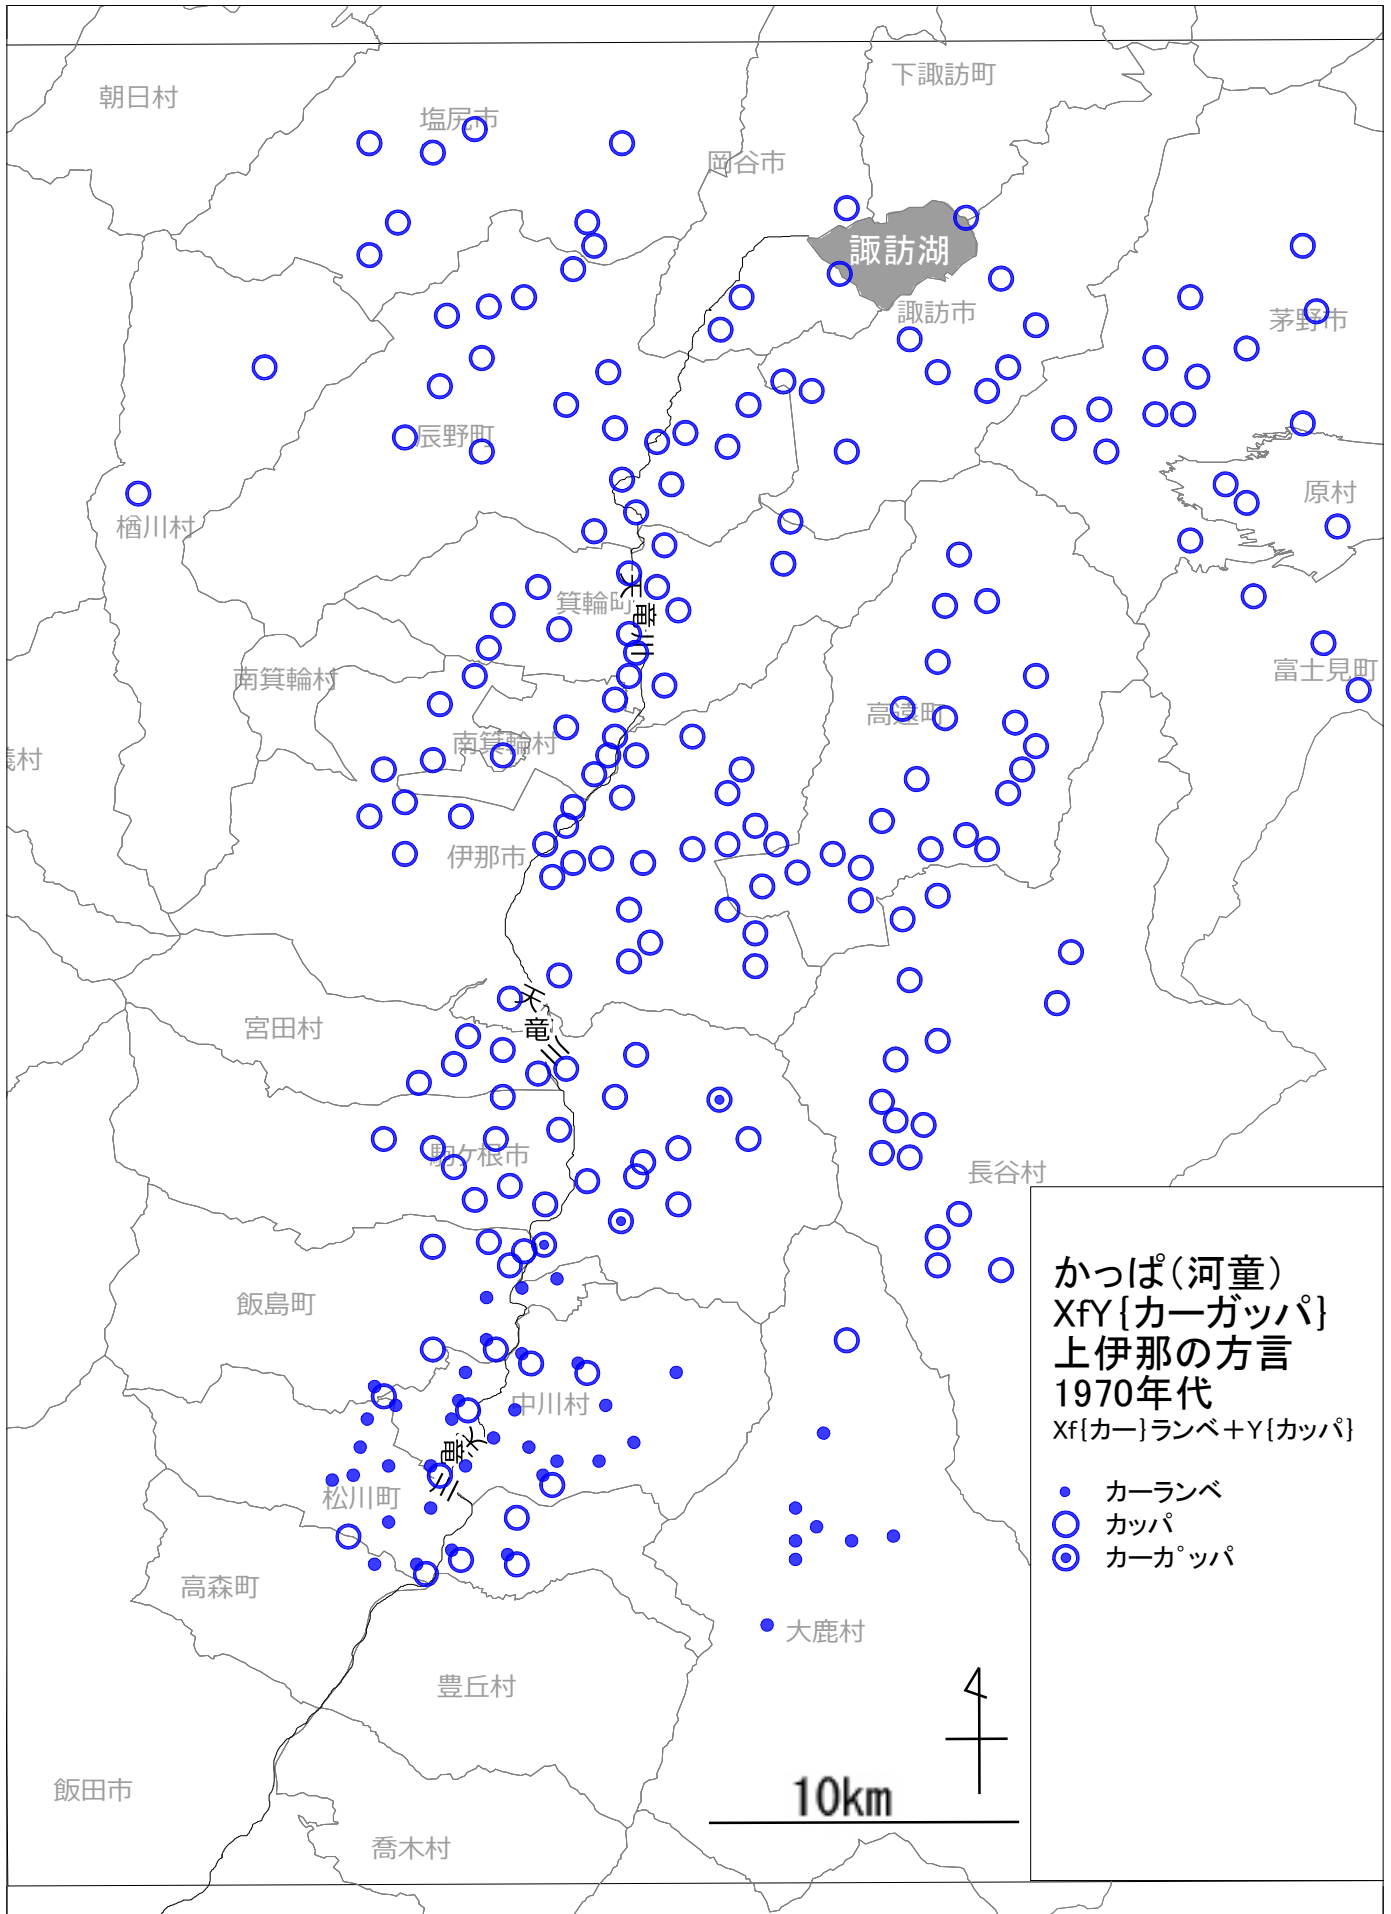 朝日村
塩尻市
下諏訪町
岡谷市
諏訪湖
諏訪市
茅野市
辰野町
原村
楢川村
天竜川
箕輪町
南箕輪村
富士見町
高遠町
南箕輪村
義村
伊那市
天竜川
宮田村
駒ケ根市
長谷村
飯島町
中川村
天竜川
松川町
高森町
大鹿村
豊丘村
飯田市
喬木村
10km
かっぱ(河童)
XfY{カーガッパ}
上伊那の方言
1970年代
Xf{カー}ランベ+Y{カッパ}
カーランベ
カッパ
カーカ゜ッパ